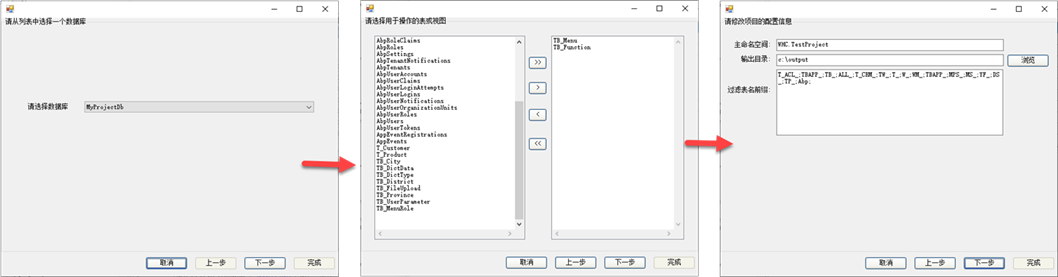 请从列表中选择一个数据库
请选择数据库
MyProjectDb
取消
上一步
下一步
完成
请选择用于操作的表或视图
AbpRoleClaims
AbpRoles
AbpSettings
AbpTenantNotifications
AbpTenants
AbpUserAccounts
AbpUserClaims
AbpUserLoginAttempts
AbpUserLogins
AbpUserNotifications
AbpUserOrganizationUnits
AbpUserRoles
AbpUsers
AbpUserTokens
AppEventRegistrations
AppEvents
T_Customer
T_Product
TB_City
TB_DictData
TB_DictType
TB_District
TB_FileUpload
TB_Province
TB_UserParameter
TB_MenuRole
>>
>
<
<<
TB_Menu
TB_Function
取消
上一步
下一步
完成
请修改项目的配置信息
主命名空间:
WHC.TestProject
输出目录:
c:\output
浏览
过滤表名前缀:
T_ACL_;TBAPP_;TB_;ALL_;T_CRM_;TW_;T_;W_;WM_;TBAPP_;MPS_;MS_;YF_;DS
_;TP_;Abp;
取消
上一步
下一步
完成